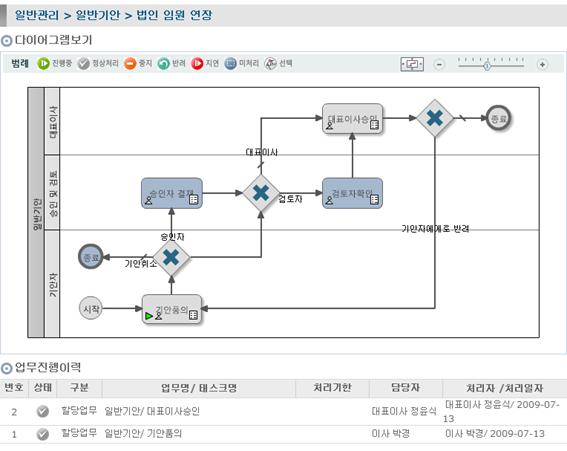 일반관리 > 일반기안 > 법인 임원 연장
다이어그램보기
범례 진행중 정상처리 중지 반려 지연 미처리 선택
일반기안
대표이사
대표이사승인
종료
대표이사
승인 및 검토
승인자 결재
검토자
검토자확인
기안자에게로 반려
기안자
승인자
종료
기안취소
시작
기안품의
업무진행이력
번호 상태 구분 업무명/ 태스크명 처리기한 담당자 처리자 /처리일자
2 할당업무 일반기안/ 대표이사승인 대표이사 정윤식 대표이사 정윤식/ 2009-07-
13
1 할당업무 일반기안/ 기안품의 이사 박경 이사 박경/ 2009-07-13